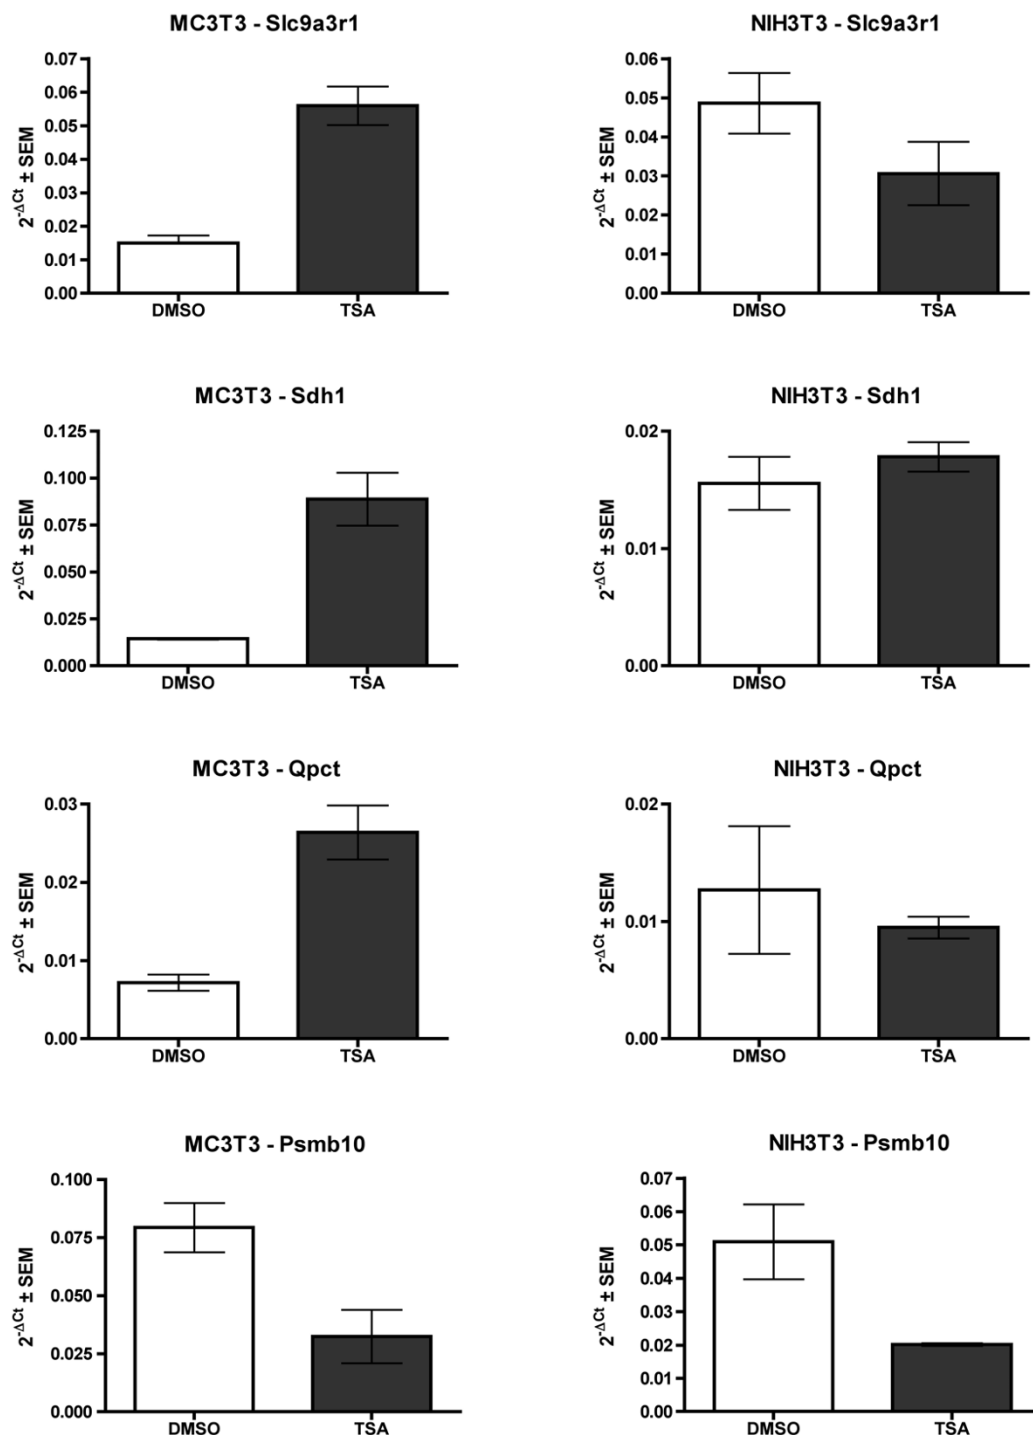 MC3T3 - Slc9a3r1
2-ΔCt ± SEM
0.07
0.06
0.05
0.04
0.03
0.02
0.01
0.00
DMSO TSA
NIH3T3 - Slc9a3r1
2-ΔCt ± SEM
0.06
0.05
0.04
0.03
0.02
0.01
0.00
DMSO TSA
MC3T3 - Sdh1
2-ΔCt ± SEM
0.125
0.100
0.075
0.050
0.025
0.000
DMSO TSA
NIH3T3 - Sdh1
2-ΔCt ± SEM
0.02
0.01
0.00
DMSO TSA
MC3T3 - Qpct
2-ΔCt ± SEM
0.03
0.02
0.01
0.00
DMSO TSA
NIH3T3 - Qpct
2-ΔCt ± SEM
0.02
0.01
0.00
DMSO TSA
MC3T3 - Psmb10
2-ΔCt ± SEM
0.100
0.075
0.050
0.025
0.000
DMSO TSA
NIH3T3 - Psmb10
2-ΔCt ± SEM
0.07
0.06
0.05
0.04
0.03
0.02
0.01
0.00
DMSO TSA